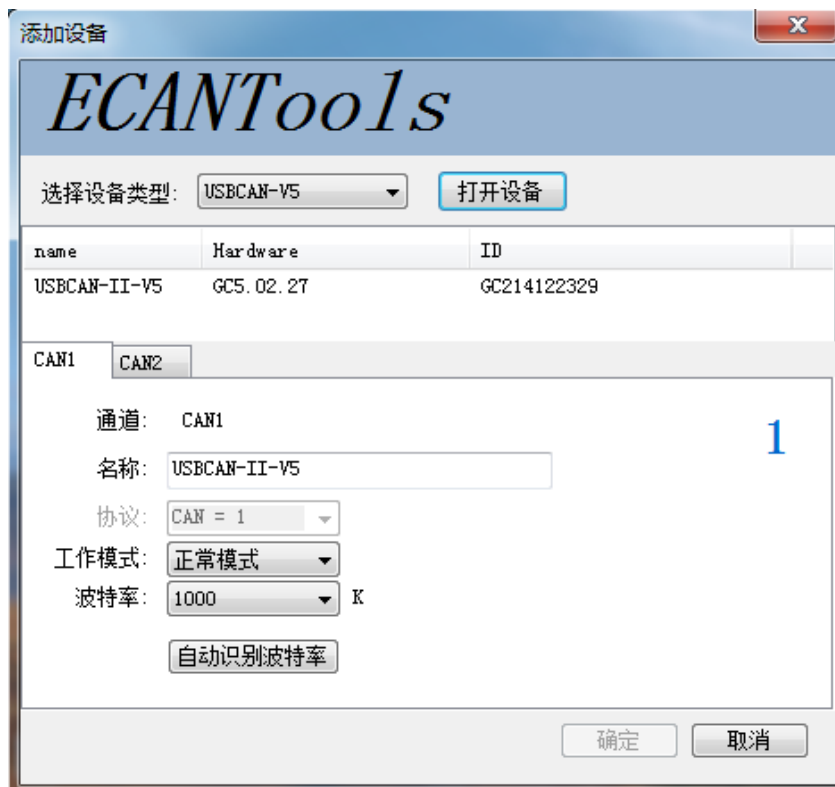 添加设备
ECANTools
选择设备类型: USBCAN-V5 打开设备
name Hardware ID
USBCAN-II-V5 GC5.02.27 GC214122329
CAN1 CAN2
通道: CAN1
1
名称: USBCAN-II-V5
协议: CAN = 1
工作模式: 正常模式
波特率: 1000 K
自动识别波特率
确定 取消